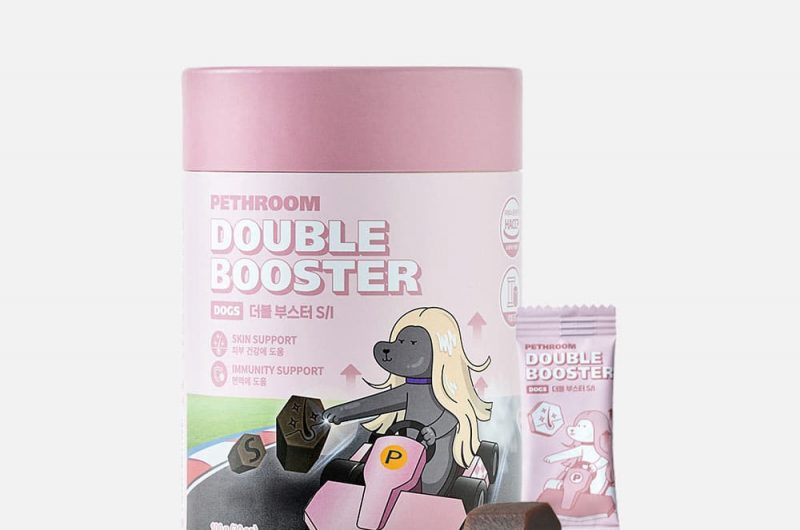 PETHROOM
DOUBLE
BOOSTER
DOGS 더블 부스터 S/I
SKIN SUPPORT
피부 건강에 도움
IMMUNITY SUPPORT
면역에 도움
HACCP
S
P
PETHROOM
DOUBLE
BOOSTER
DOGS 더블 부스터 S/I